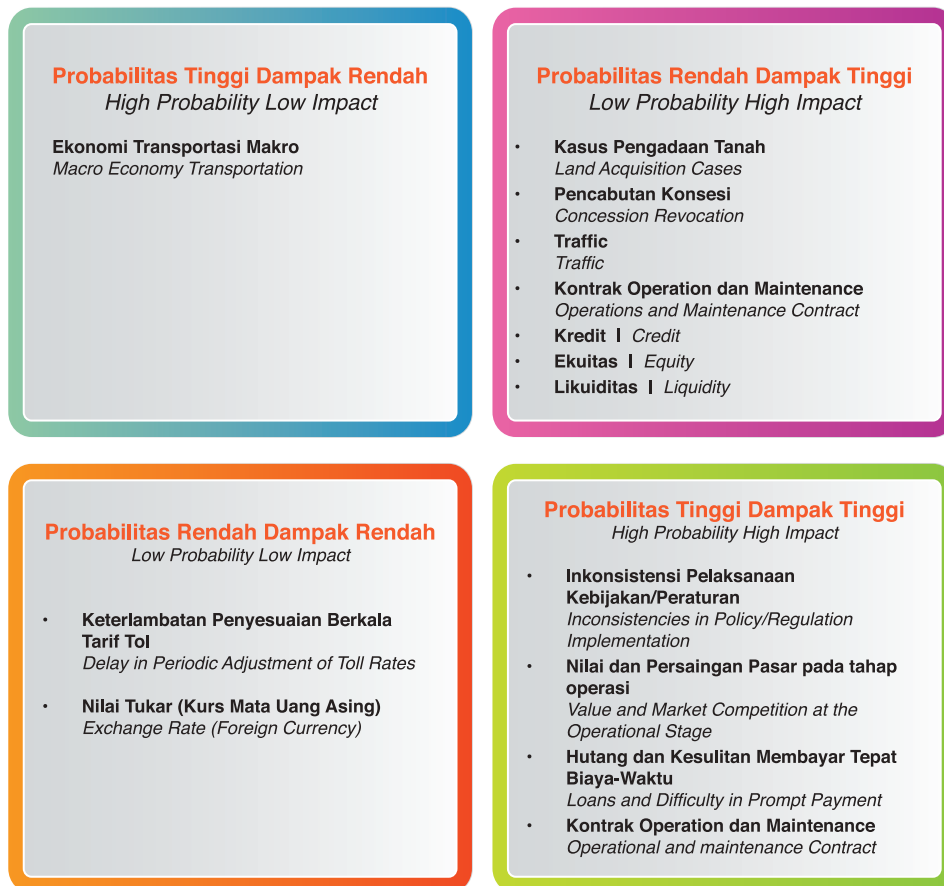 Probabilitas Tinggi Dampak Rendah
High Probability Low Impact
Ekonomi Transportasi Makro
Macro Economy Transportation
Probabilitas Rendah Dampak Tinggi
Low Probability High Impact
• Kasus Pengadaan Tanah
Land Acquisition Cases
• Pencabutan Konsesi
Concession Revocation
• Traffic
Traffic
• Kontrak Operation dan Maintenance
Operations and Maintenance Contract
• Kredit I Credit
• Ekuitas I Equity
• Likuiditas I Liquidity
Probabilitas Rendah Dampak Rendah
Low Probability Low Impact
• Keterlambatan Penyesuaian Berkala
Tarif Tol
Delay in Periodic Adjustment of Toll Rates
• Nilai Tukar (Kurs Mata Uang Asing)
Exchange Rate (Foreign Currency)
Probabilitas Tinggi Dampak Tinggi
High Probability High Impact
• Inkonsistensi Pelaksanaan
Kebijakan/Peraturan
Inconsistencies in Policy/Regulation
Implementation
• Nilai dan Persaingan Pasar pada tahap
operasi
Value and Market Competition at the
Operational Stage
• Hutang dan Kesulitan Membayar Tepat
Biaya-Waktu
Loans and Difficulty in Prompt Payment
• Kontrak Operation dan Maintenance
Operational and maintenance Contract